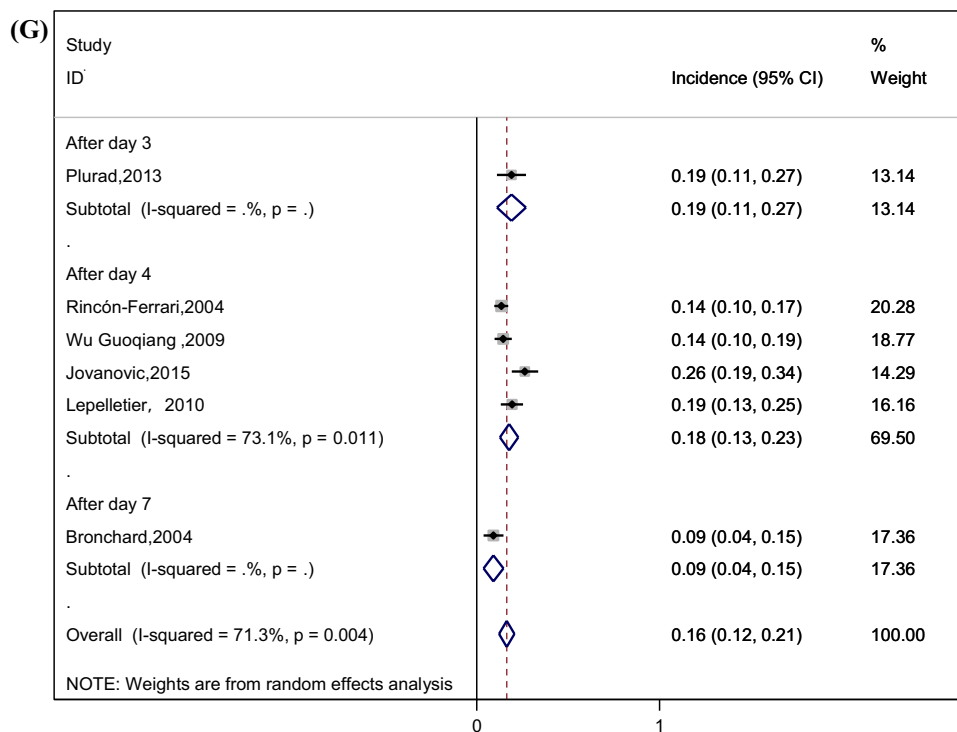 (G)
Study %
ID Incidence (95% CI) Weight
After day 3
Plurad,2013 0.19 (0.11, 0.27) 13.14
Subtotal (I-squared = .%, p = .) 0.19 (0.11, 0.27) 13.14
.
After day 4
Rincón-Ferrari,2004 0.14 (0.10, 0.17) 20.28
Wu Guoqiang ,2009 0.14 (0.10, 0.19) 18.77
Jovanovic,2015 0.26 (0.19, 0.34) 14.29
Lepelletier, 2010 0.19 (0.13, 0.25) 16.16
Subtotal (I-squared = 73.1%, p = 0.011) 0.18 (0.13, 0.23) 69.50
.
After day 7
Bronchard,2004 0.09 (0.04, 0.15) 17.36
Subtotal (I-squared = .%, p = .) 0.09 (0.04, 0.15) 17.36
.
Overall (I-squared = 71.3%, p = 0.004) 0.16 (0.12, 0.21) 100.00
NOTE: Weights are from random effects analysis
0 1